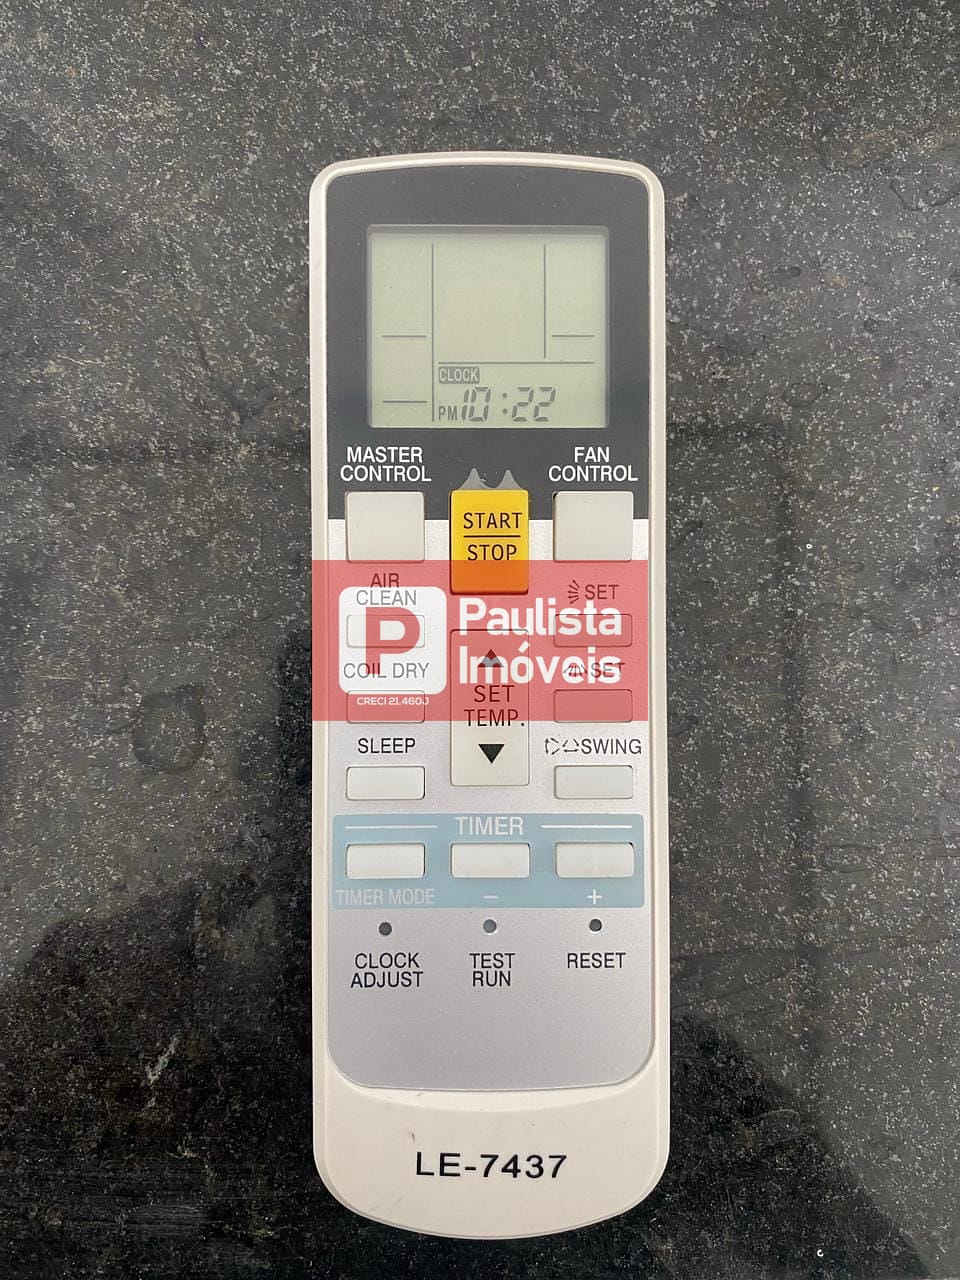 CLOCK
PM 10:22
MASTER
CONTROL
FAN
CONTROL
START
STOP
AIR
CLEAN
SET
P
Paulista
Imóveis
CRECI 21.460J
COIL DRY
SET
SET
TEMP.
SLEEP
SWING
TIMER
TIMER MODE
-
+
CLOCK
ADJUST
TEST
RUN
RESET
LE-7437